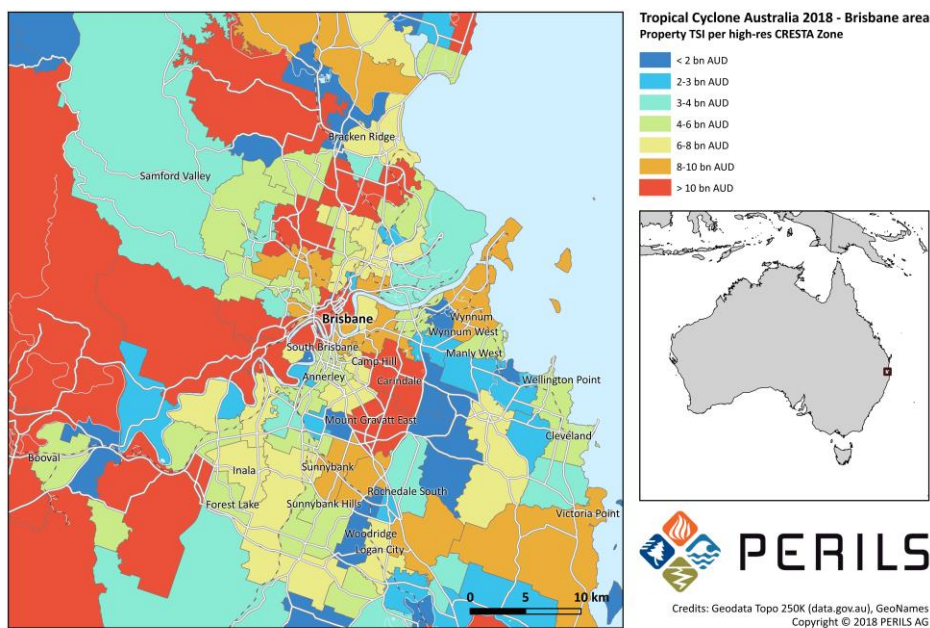 Tropical Cyclone Australia 2018 - Brisbane area
Property TSI per high-res CRESTA Zone
< 2 bn AUD
2-3 bn AUD
3-4 bn AUD
4-6 bn AUD
6-8 bn AUD
8-10 bn AUD
> 10 bn AUD
Bracken Ridge
Samford Valley
Brisbane
Wynnum
Wynnum West
South Brisbane
Manly West
Camp Hill
Annerley
Carindale
Wellington Point
Mount Gravatt East
Cleveland
Booval
Inala
Sunnybank
Rochedale South
Forest Lake
Sunnybank Hills
Victoria Point
Woodridge
Logan City
0 5 10 km
PERILS
Credits: Geodata Topo 250K (data.gov.au), GeoNames
Copyright © 2018 PERILS AG